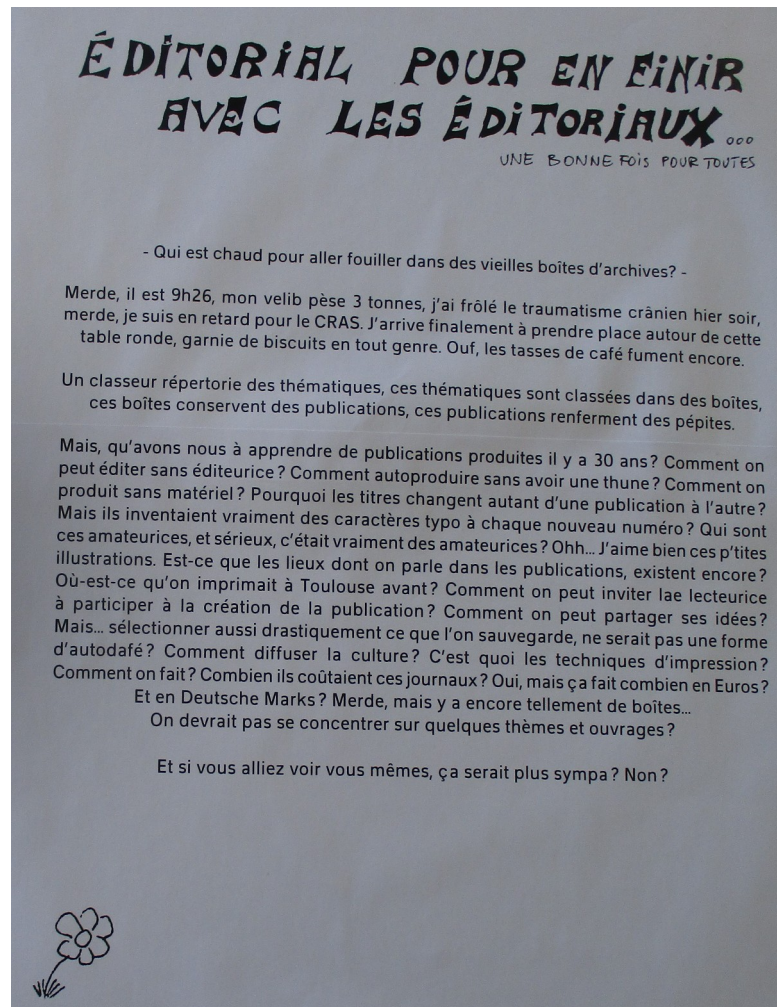 ÉDITORIAL POUR EN FINIR
AVEC LES ÉDITORIAUX...
UNE BONNE FOIS POUR TOUTES
- Qui est chaud pour aller fouiller dans des vieilles boîtes d'archives? -
Merde, il est 9h26, mon velib pèse 3 tonnes, j'ai frôlé le traumatisme crânien hier soir,
merde, je suis en retard pour le CRAS. J'arrive finalement à prendre place autour de cette
table ronde, garnie de biscuits en tout genre. Ouf, les tasses de café fument encore.
Un classeur répertorie des thématiques, ces thématiques sont classées dans des boîtes,
ces boîtes conservent des publications, ces publications renferment des pépites.
Mais, qu'avons nous à apprendre de publications produites il y a 30 ans? Comment on
peut éditer sans éditeurice? Comment autoproduire sans avoir une thune? Comment on
produit sans matériel? Pourquoi les titres changent autant d'une publication à l'autre?
Mais ils inventaient vraiment des caractères typo à chaque nouveau numéro? Qui sont
ces amateurices, et sérieux, c'était vraiment des amateurices? Ohh... J'aime bien ces p'tites
illustrations. Est-ce que les lieux dont on parle dans les publications, existent encore?
Où-est-ce qu'on imprimait à Toulouse avant? Comment on peut inviter lae lecteurice
à participer à la création de la publication? Comment on peut partager ses idées?
Mais... sélectionner aussi drastiquement ce que l'on sauvegarde, ne serait pas une forme
d'autodafé? Comment diffuser la culture? C'est quoi les techniques d'impression?
Comment on fait? Combien ils coûtaient ces journaux? Oui, mais ça fait combien en Euros?
Et en Deutsche Marks? Merde, mais y a encore tellement de boîtes...
On devrait pas se concentrer sur quelques thèmes et ouvrages?
Et si vous alliez voir vous mêmes, ça serait plus sympa? Non?